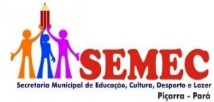 SEMEC
Secretaria Municipal de Educação, Cultura, Desporto e Lazer
Piçarra - Pará